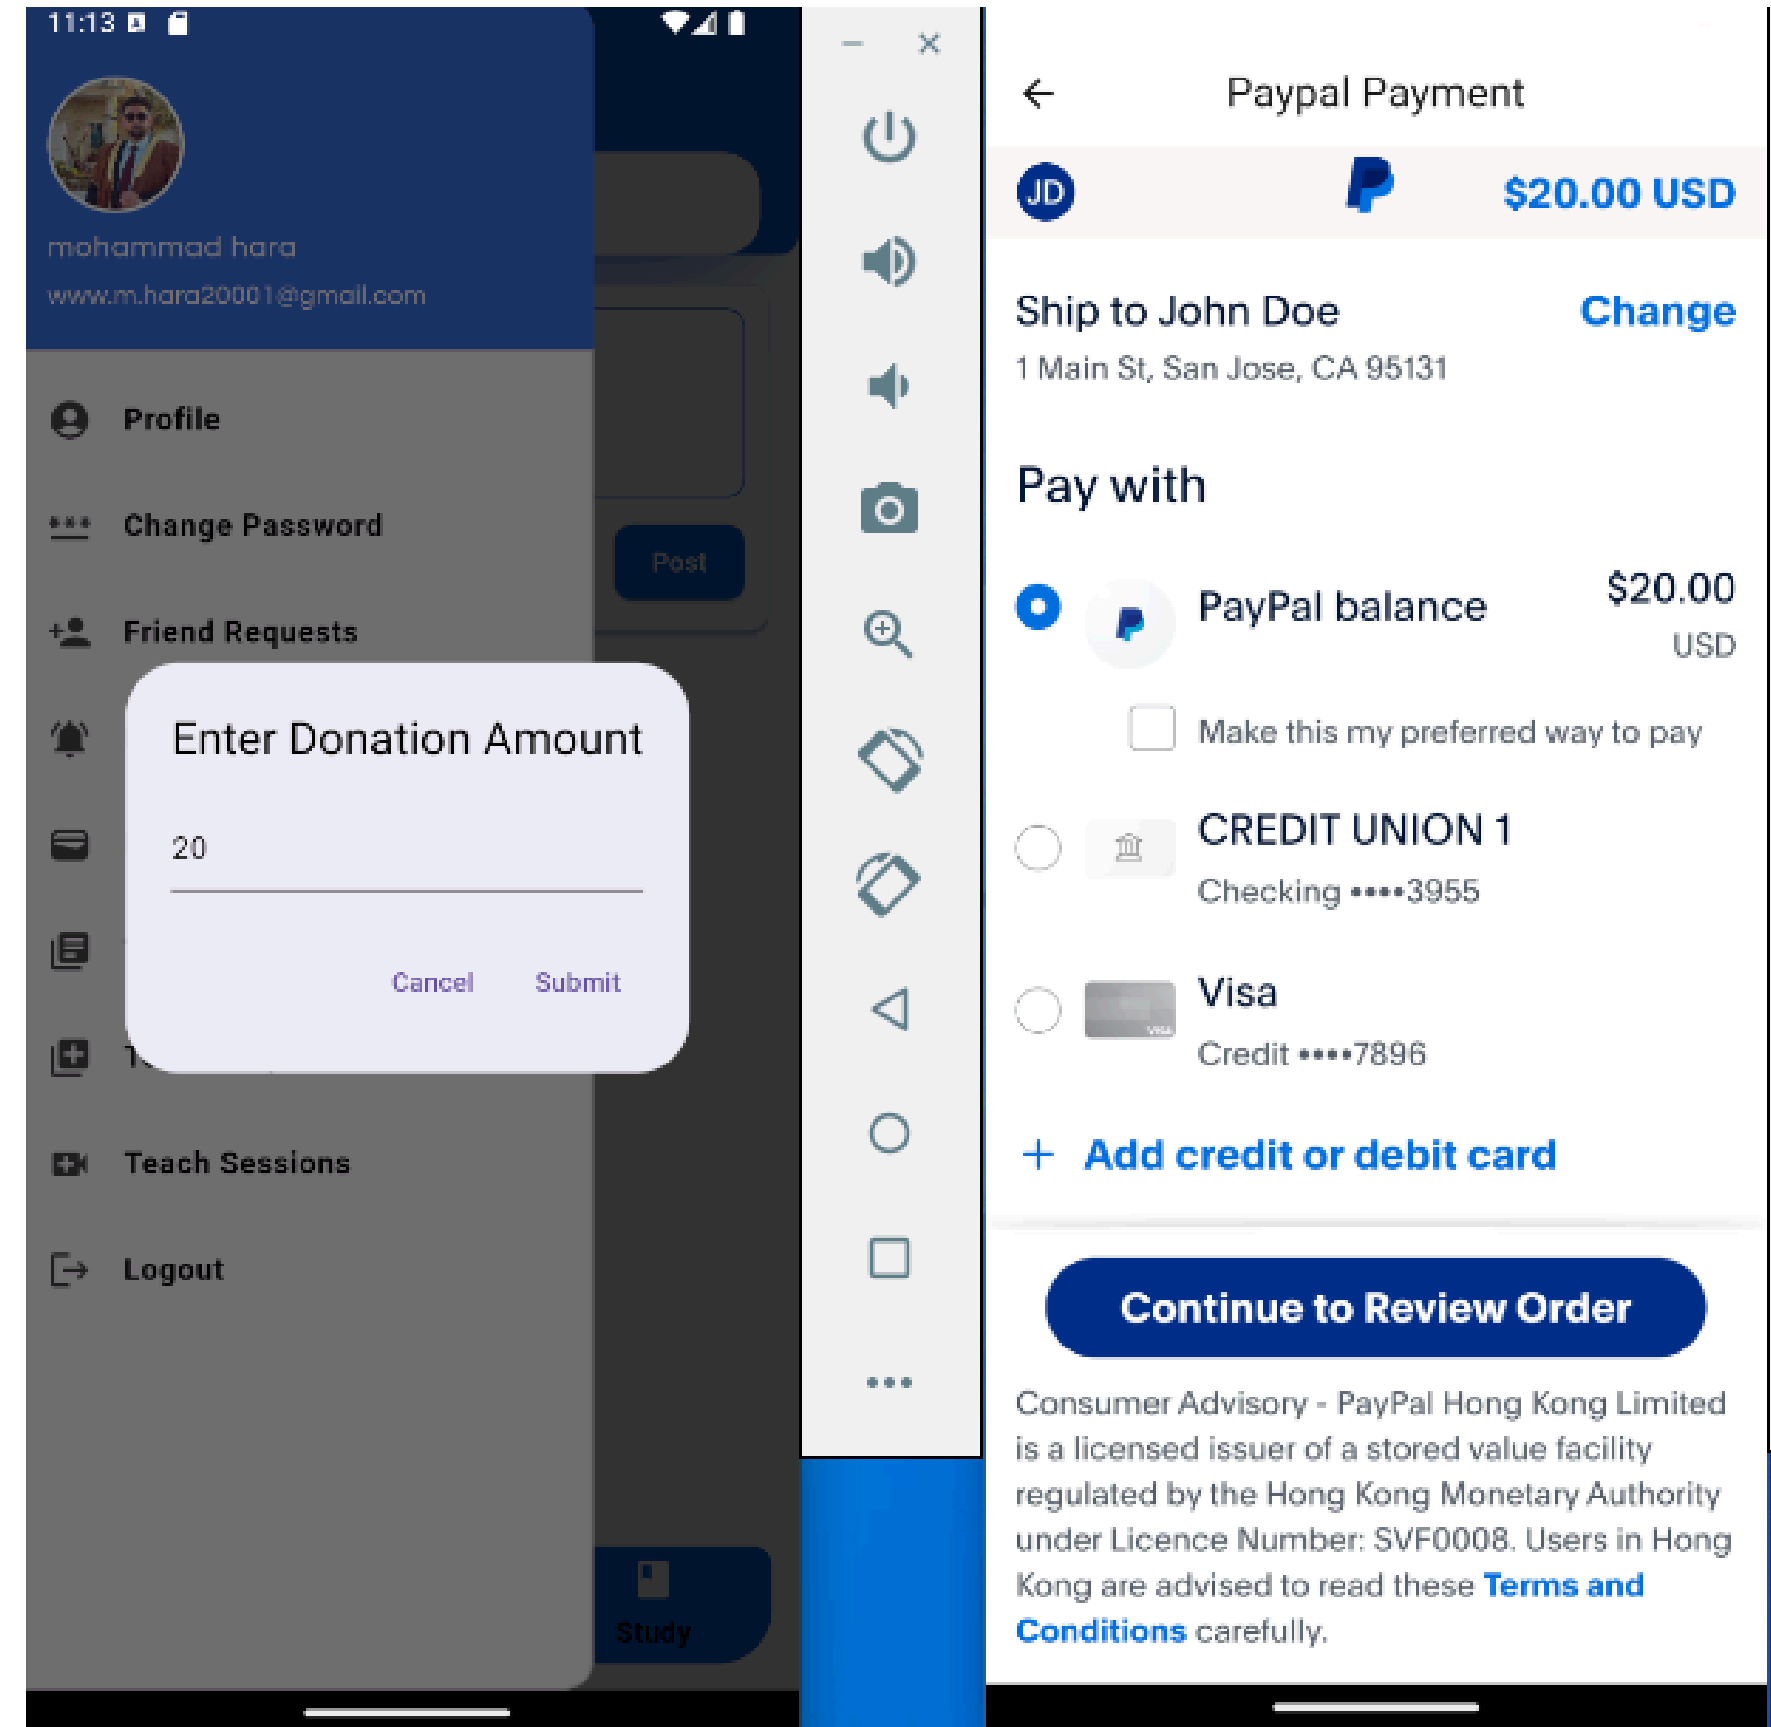 11:13
mohammad hara
www.m.hara20001@gmail.com
Profile
Change Password
Post
Friend Requests
Enter Donation Amount
20
Cancel
Submit
Teach Sessions
Logout
Study
Paypal Payment
JD
$20.00 USD
Ship to John Doe
Change
1 Main St, San Jose, CA 95131
Pay with
PayPal balance
$20.00
USD
Make this my preferred way to pay
CREDIT UNION 1
Checking ••••3955
Visa
VISA
Credit ••••7896
+ Add credit or debit card
Continue to Review Order
Consumer Advisory - PayPal Hong Kong Limited
is a licensed issuer of a stored value facility
regulated by the Hong Kong Monetary Authority
under Licence Number: SVF0008. Users in Hong
Kong are advised to read these Terms and
Conditions carefully.